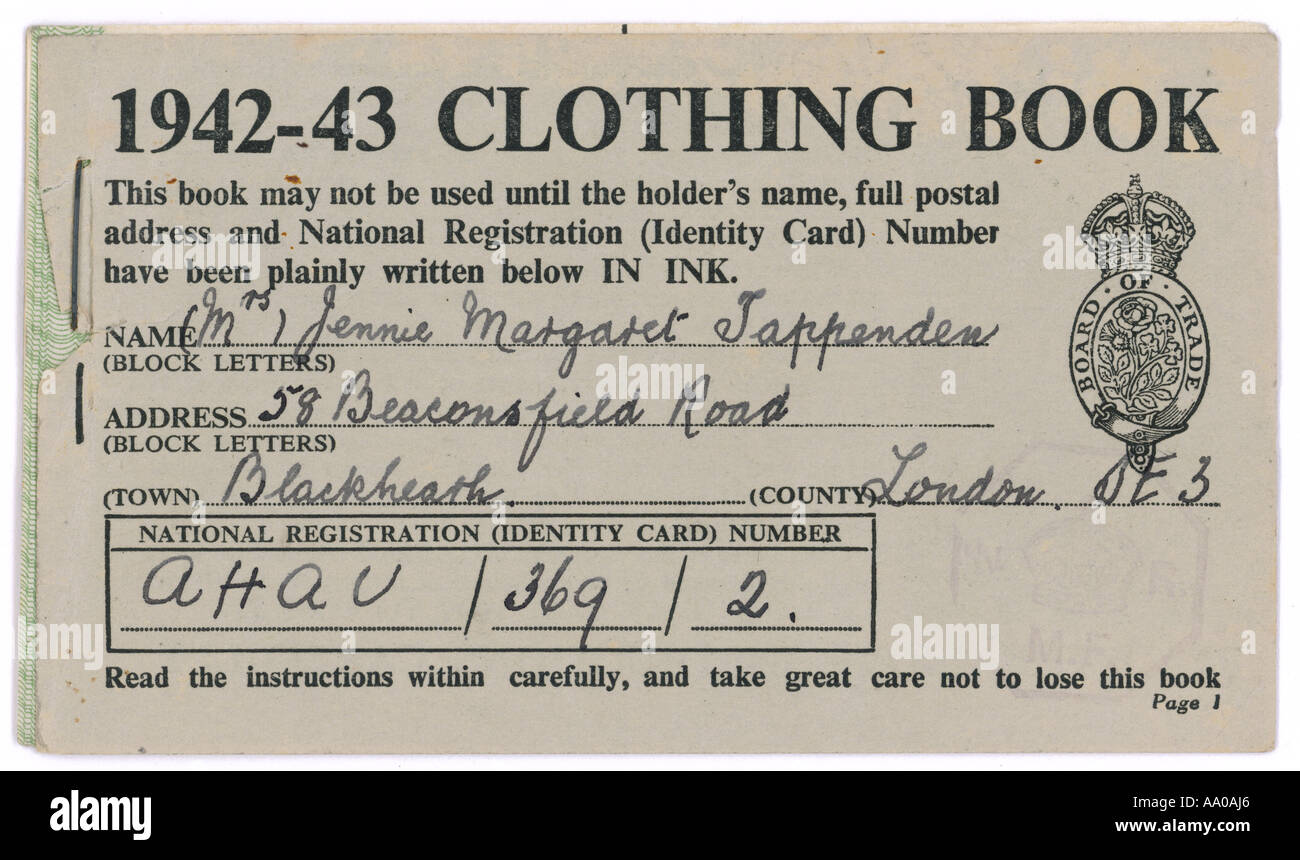 1942-43 CLOTHING BOOK
This book may not be used until the holder's name, full postal
address and National Registration (Identity Card) Number
have been plainly written below IN INK.
NAME (Mrs) Jennie Margaret Tappenden
(BLOCK LETTERS)
ADDRESS 58 Beaconsfield Road
(BLOCK LETTERS)
(TOWN) Blackheath (COUNTY) London. SE 3
BOARD · OF · TRADE
NATIONAL REGISTRATION (IDENTITY CARD) NUMBER
AHAU / 369 / 2.
M.F.
Read the instructions within carefully, and take great care not to lose this book
Page 1
alamy
a alamy
alamy stock photo
AA0AJ6
www.alamy.com